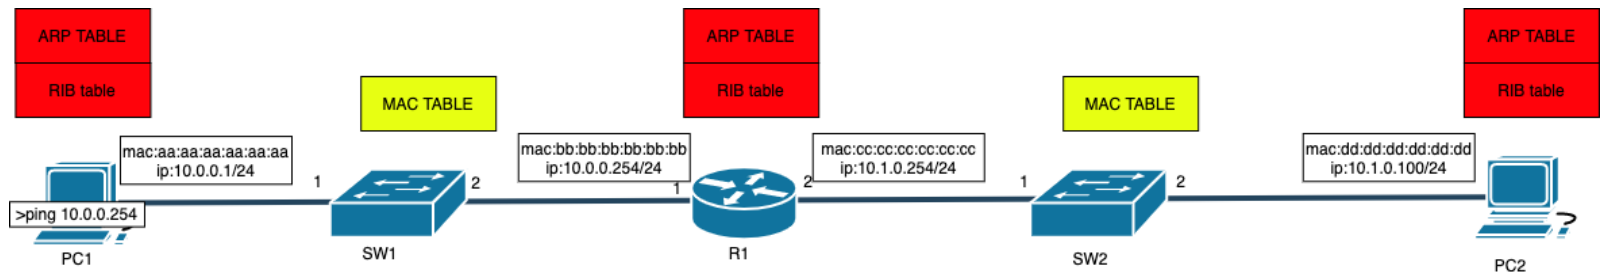 ARP TABLE
RIB table
MAC TABLE
ARP TABLE
RIB table
MAC TABLE
ARP TABLE
RIB table
mac:aa:aa:aa:aa:aa:aa
ip:10.0.0.1/24
mac:bb:bb:bb:bb:bb:bb
ip:10.0.0.254/24
mac:cc:cc:cc:cc:cc:cc
ip:10.1.0.254/24
mac:dd:dd:dd:dd:dd:dd
ip:10.1.0.100/24
1
2
1
2
1
2
>ping 10.0.0.254
PC1
SW1
R1
SW2
PC2